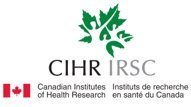 CIHR IRSC
Canadian Institutes of Health Research
Instituts de recherche en santé du Canada